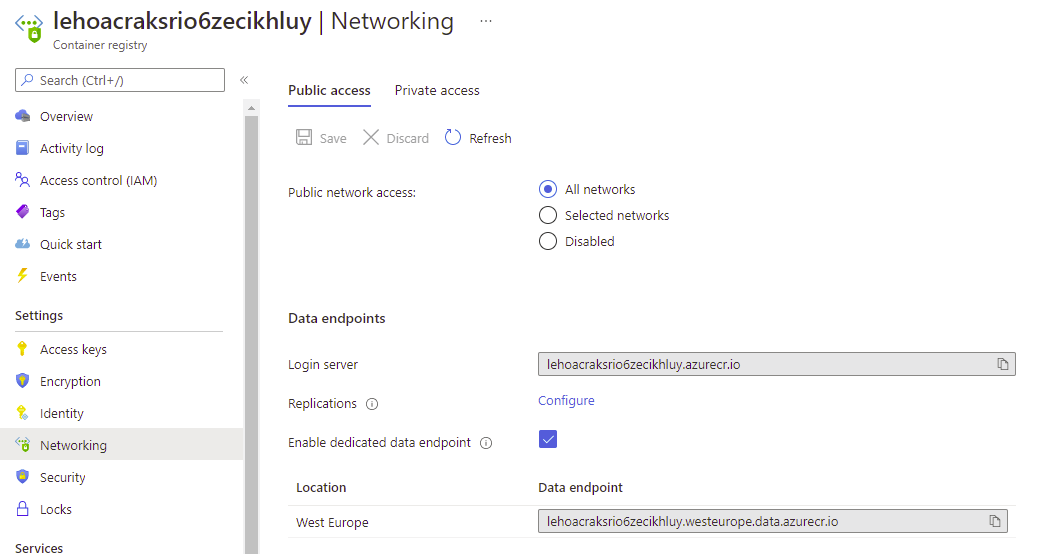 lehoacraksrio6zecikhluy | Networking ...
Container registry
Search (Ctrl+/) «
Overview
Activity log
Access control (IAM)
Tags
Quick start
Events
Settings
Access keys
Encryption
Identity
Networking
Security
Locks
Services
Public access Private access
Save Discard Refresh
Public network access:
All networks
Selected networks
Disabled
Data endpoints
Login server lehoacraksrio6zecikhluy.azurecr.io
Replications Configure
Enable dedicated data endpoint
Location Data endpoint
West Europe lehoacraksrio6zecikhluy.westeurope.data.azurecr.io